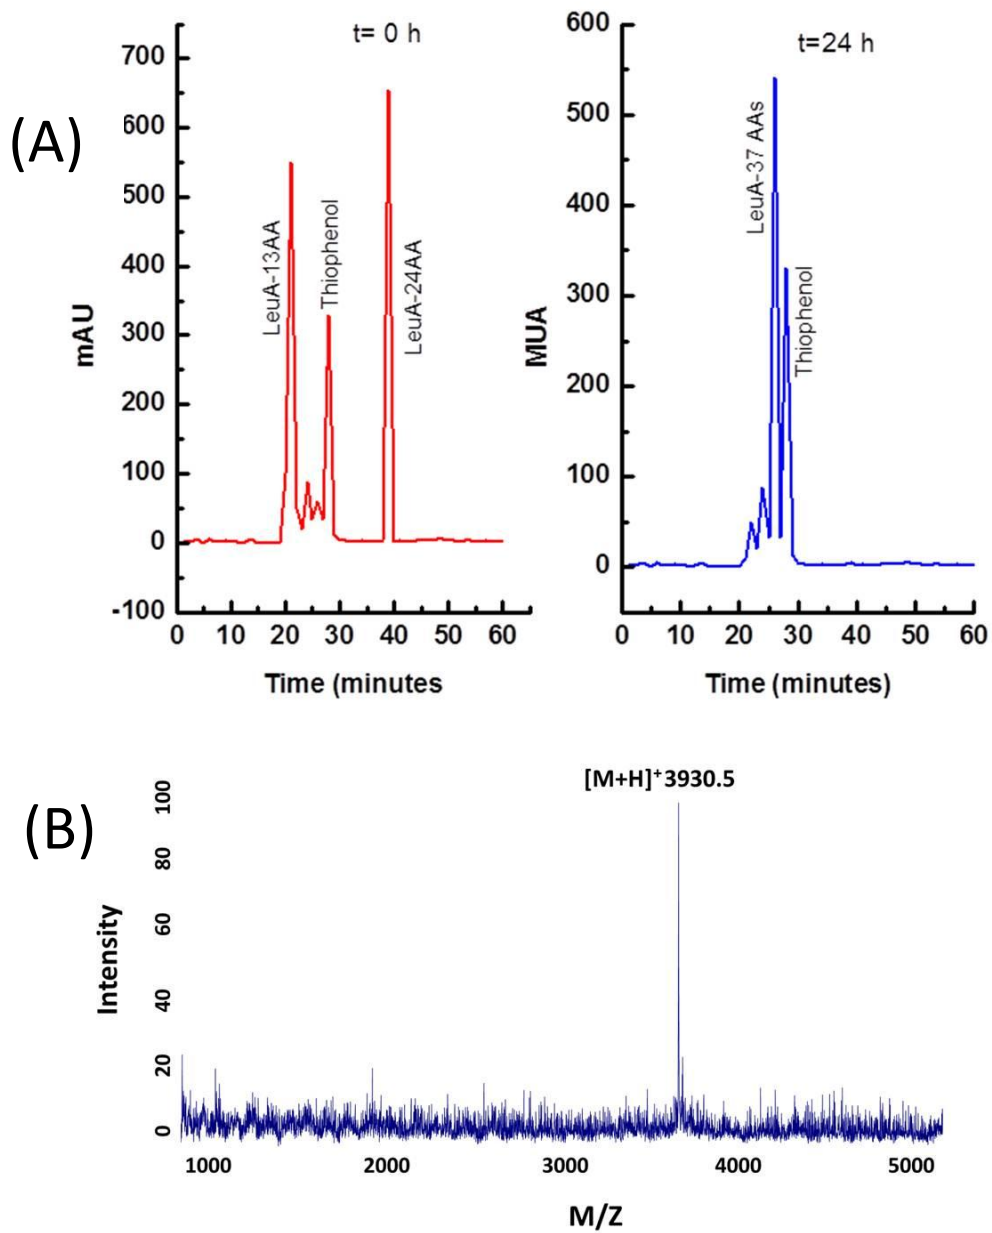 (A)
t= 0 h
700
600
500
400
300
200
100
0
-100
mAU
LeuA-13AA
Thiophenol
LeuA-24AA
0 10 20 30 40 50 60
Time (minutes
t=24 h
600
500
400
300
200
100
0
MUA
LeuA-37 AAs
Thiophenol
0 10 20 30 40 50 60
Time (minutes)
(B)
[M+H]+3930.5
100
80
60
40
20
0
Intensity
1000 2000 3000 4000 5000
M/Z